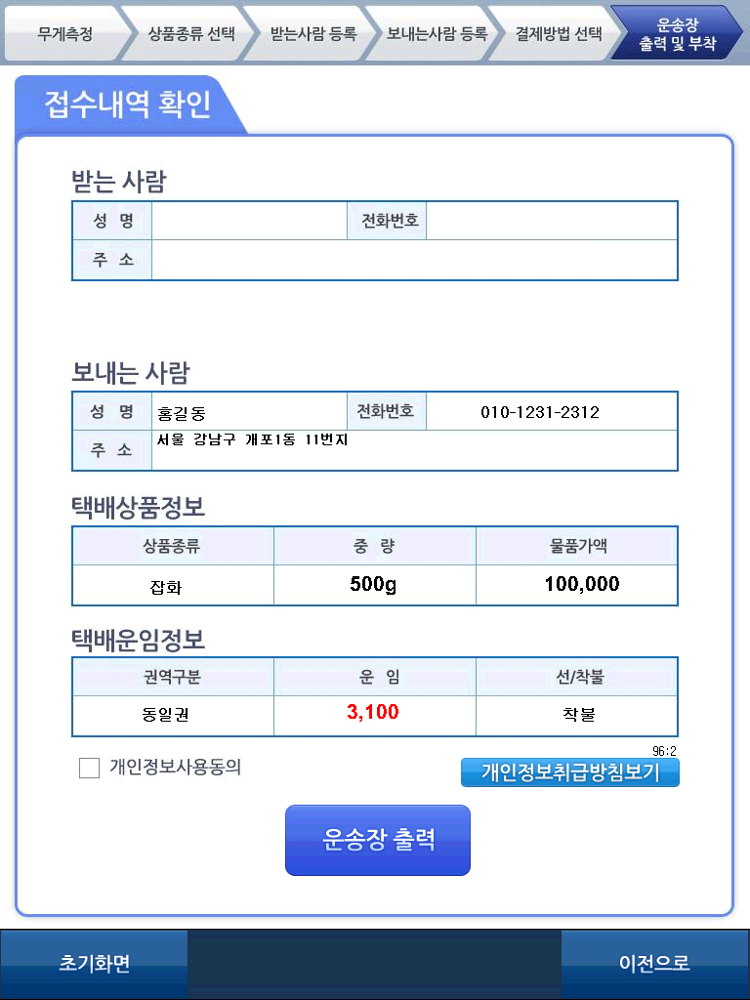 무게측정
상품종류 선택
받는사람 등록
보내는사람 등록
결제방법 선택
운송장
출력 및 부착
접수내역 확인
받는 사람
성 명 전화번호
주 소
보내는 사람
성 명 홍길동 전화번호 010-1231-2312
주 소 서울 강남구 개포1동 11번지
택배상품정보
상품종류 중 량 물품가액
잡화 500g 100,000
택배운임정보
권역구분 운 임 선/착불
동일권 3,100 착불
96:2
개인정보사용동의 개인정보취급방침보기
운송장 출력
초기화면 이전으로